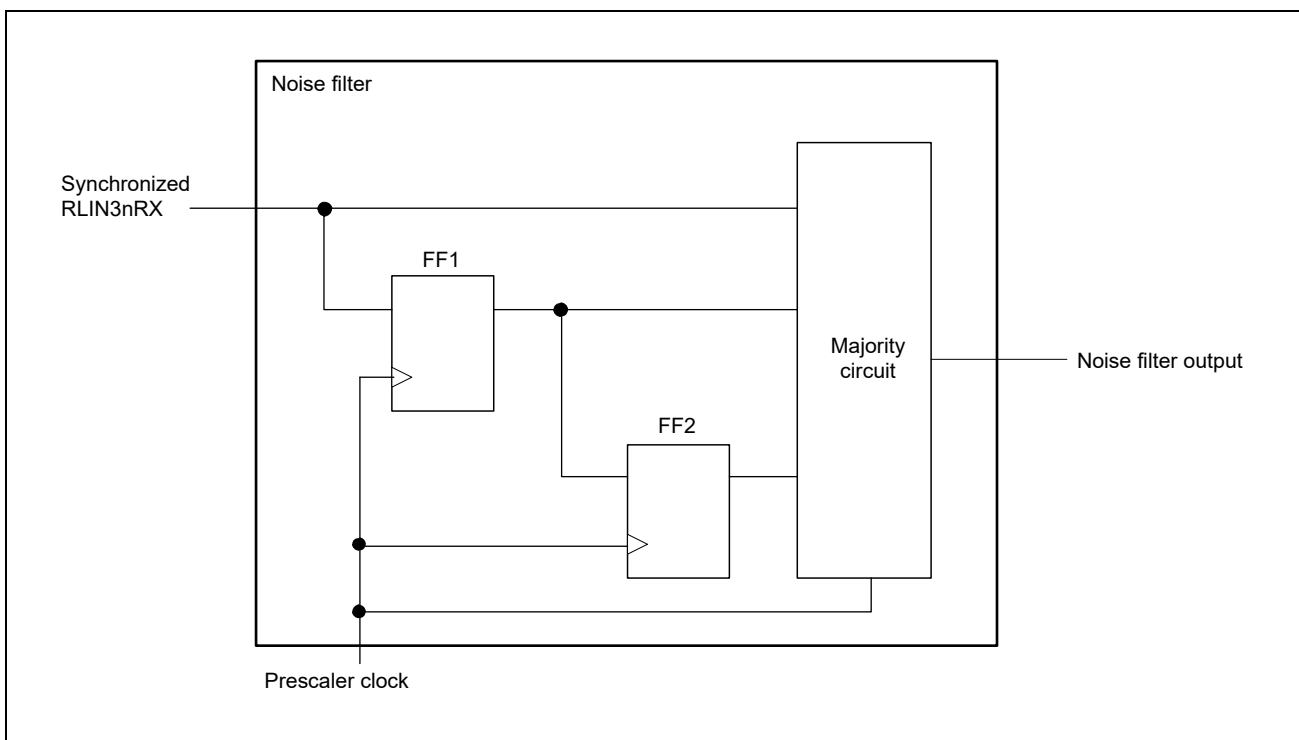 Noise filter
Synchronized
RLIN3nRX
FF1
Majority
circuit
Noise filter output
FF2
Prescaler clock